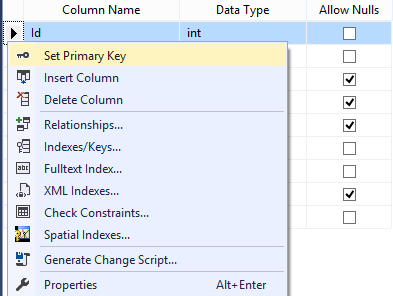 Column Name Data Type Allow Nulls
Id int
Set Primary Key
Insert Column
Delete Column
Relationships...
Indexes/Keys...
Fulltext Index...
XML Indexes...
Check Constraints...
Spatial Indexes...
Generate Change Script...
Properties Alt+Enter